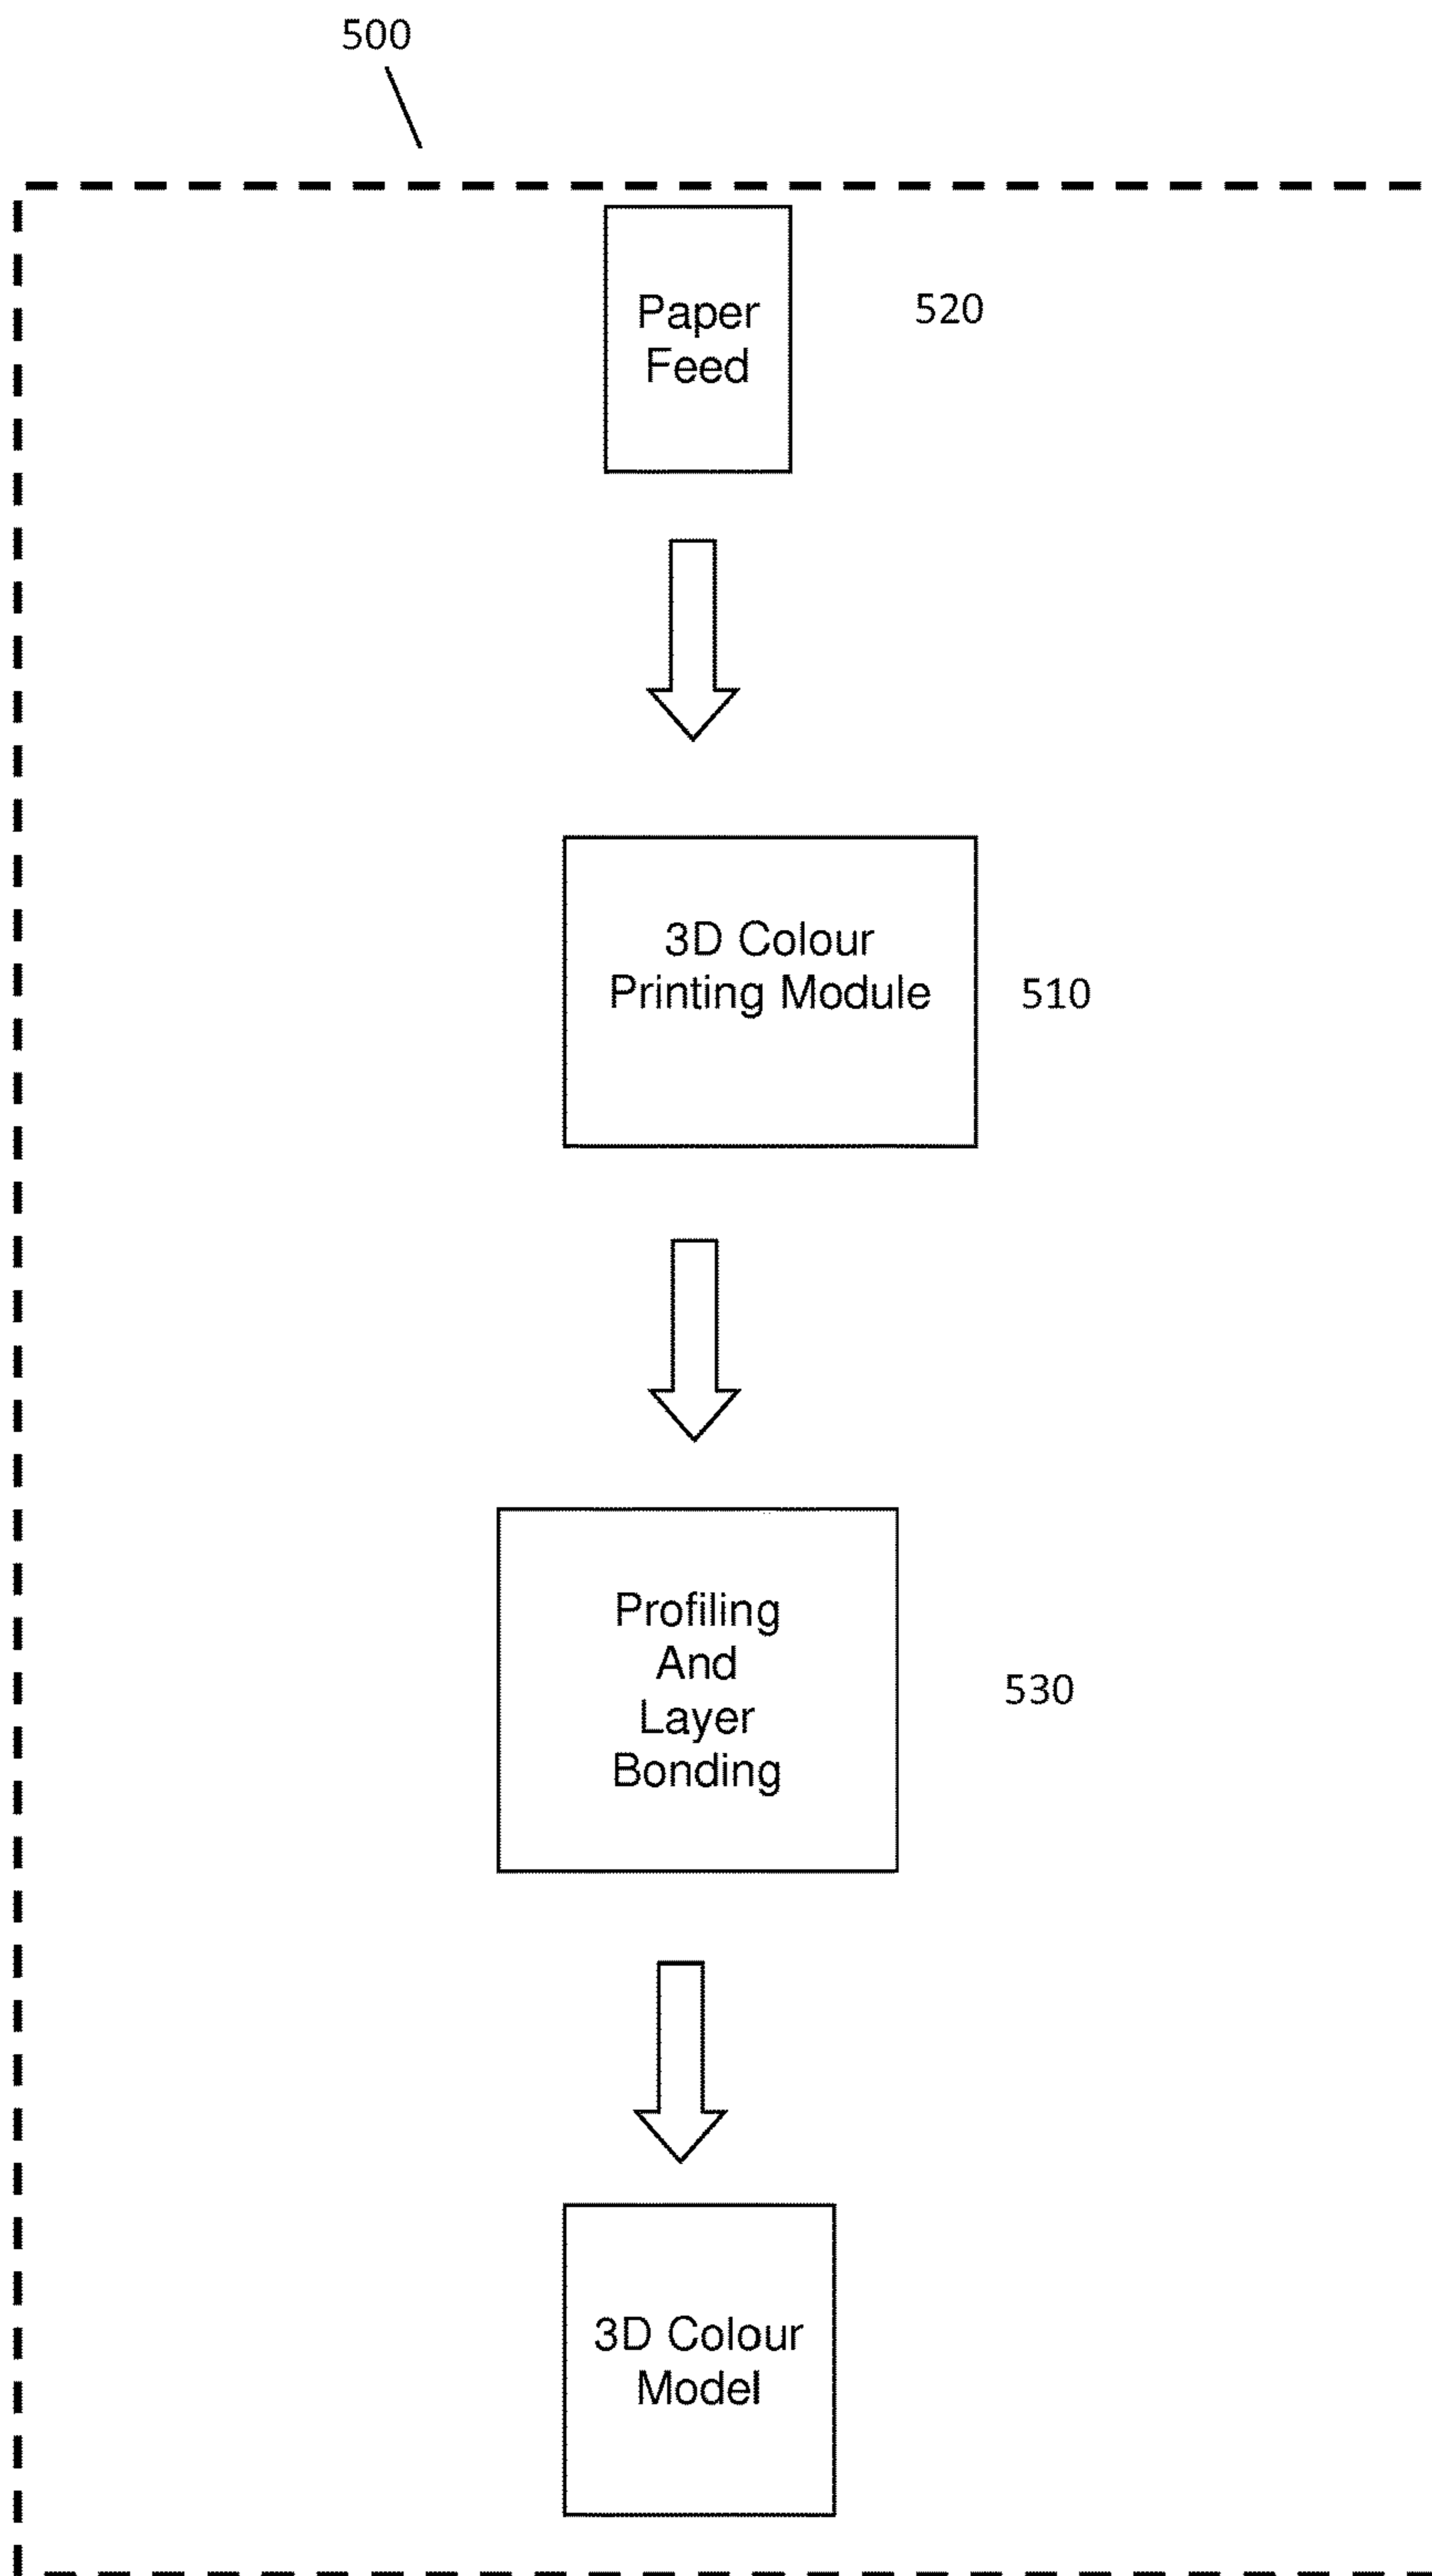 500
Paper
Feed
520
3D Colour
Printing Module
510
Profiling
And
Layer
Bonding
530
3D Colour
Model